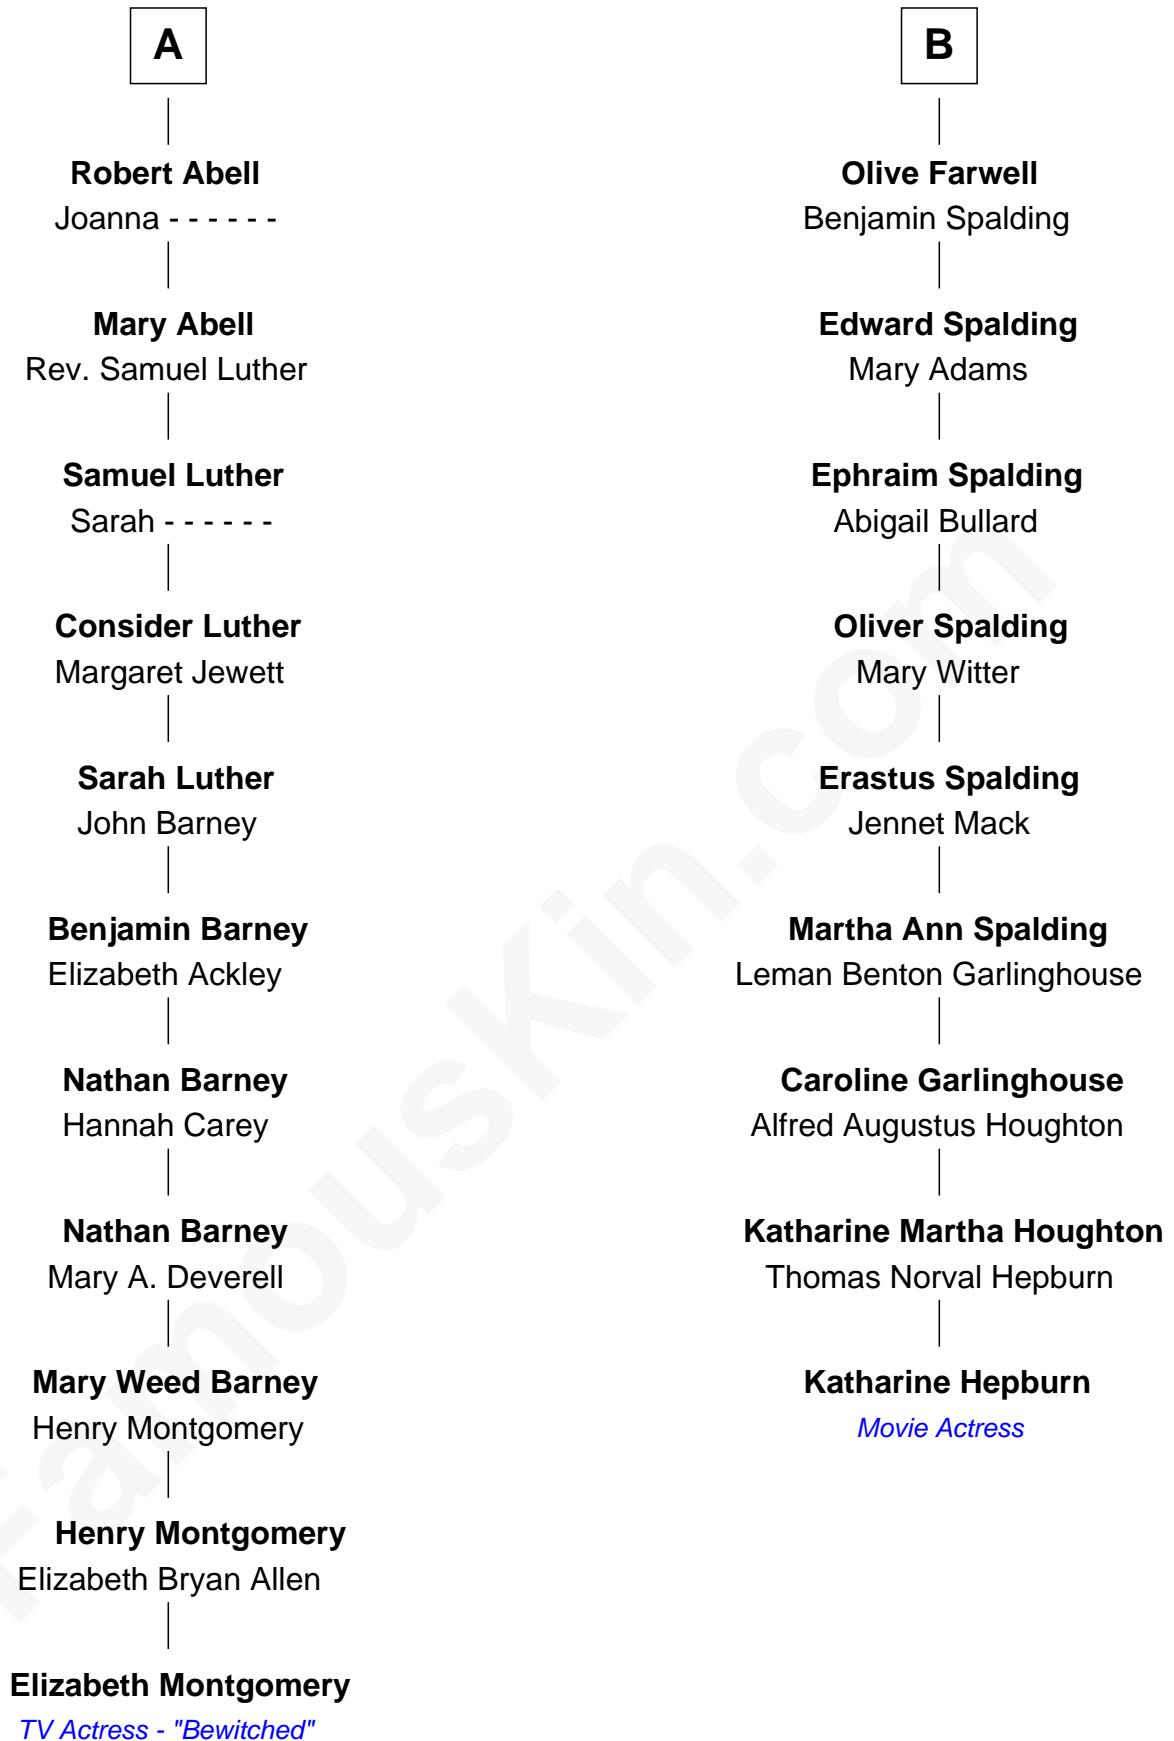 A
Robert Abell
Joanna - - - - - -
Mary Abell
Rev. Samuel Luther
Samuel Luther
Sarah - - - - - -
Consider Luther
Margaret Jewett
Sarah Luther
John Barney
Benjamin Barney
Elizabeth Ackley
Nathan Barney
Hannah Carey
Nathan Barney
Mary A. Deverell
Mary Weed Barney
Henry Montgomery
Henry Montgomery
Elizabeth Bryan Allen
Elizabeth Montgomery
TV Actress - "Bewitched"
B
Olive Farwell
Benjamin Spalding
Edward Spalding
Mary Adams
Ephraim Spalding
Abigail Bullard
Oliver Spalding
Mary Witter
Erastus Spalding
Jennet Mack
Martha Ann Spalding
Leman Benton Garlinghouse
Caroline Garlinghouse
Alfred Augustus Houghton
Katharine Martha Houghton
Thomas Norval Hepburn
Katharine Hepburn
Movie Actress
FamousKin.com